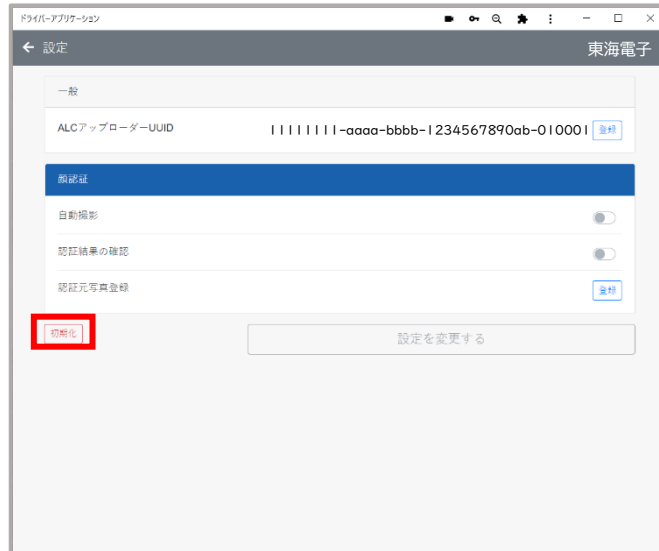 ドライバーアプリケーション
設定 東海電子
一般
ALCアップローダーUUID 11111111-aaaa-bbbb-1234567890ab-010001 登録
顔認証
自動撮影
認証結果の確認
認証元写真登録 登録
初期化 設定を変更する